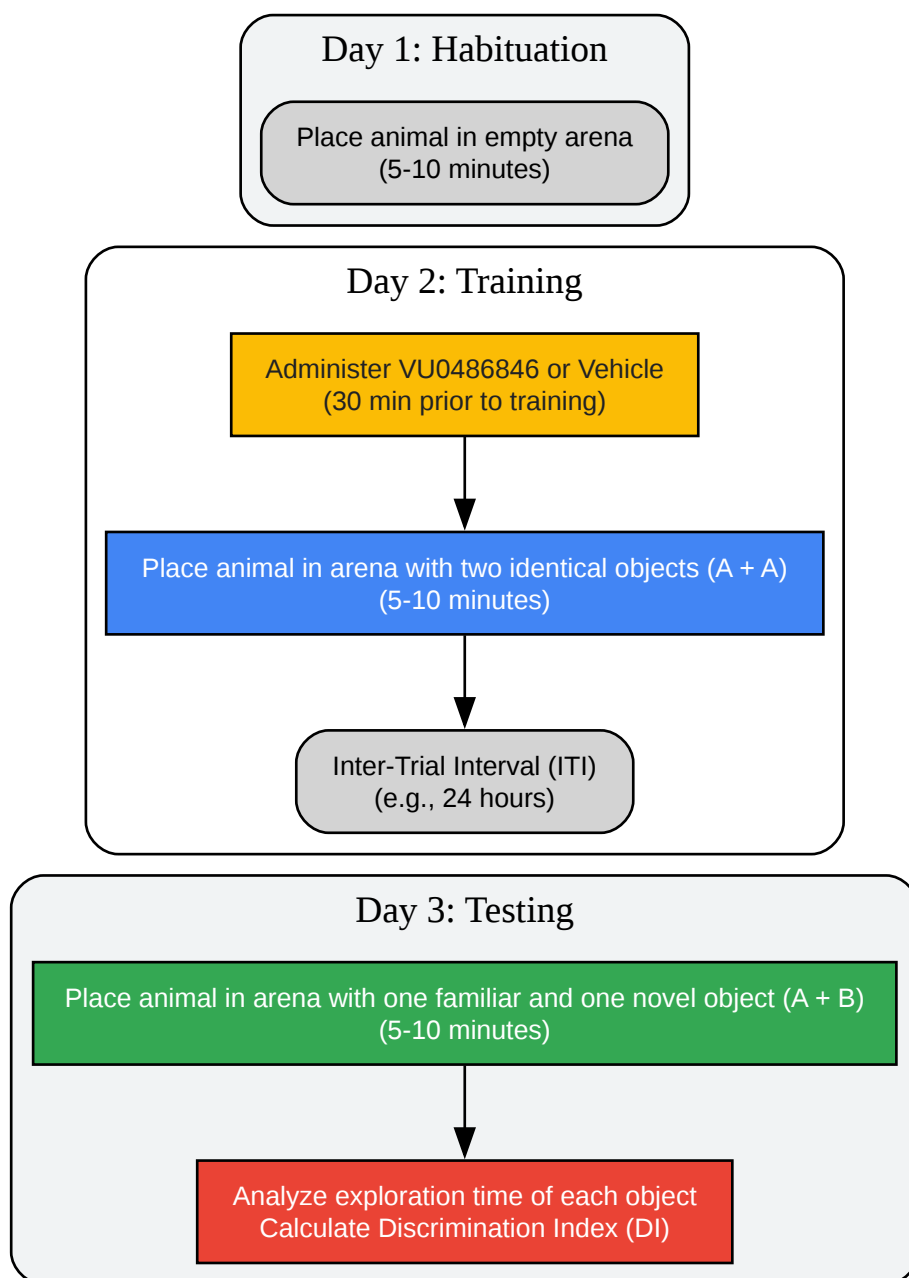 Day 1: Habituation
Place animal in empty arena
(5-10 minutes)
Day 2: Training
Administer VU0486846 or Vehicle
(30 min prior to training)
Place animal in arena with two identical objects (A + A)
(5-10 minutes)
Inter-Trial Interval (ITI)
(e.g., 24 hours)
Day 3: Testing
Place animal in arena with one familiar and one novel object (A + B)
(5-10 minutes)
Analyze exploration time of each object
Calculate Discrimination Index (DI)